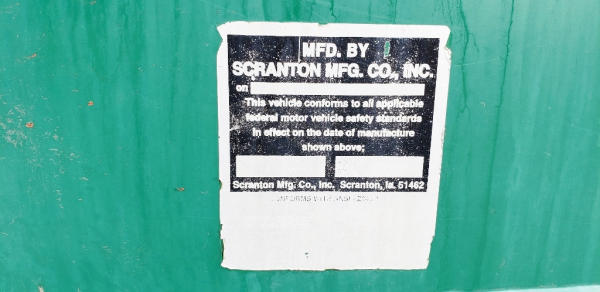 MFD. BY
SCRANTON MFG. CO., INC.
on
This vehicle conforms to all applicable
federal motor vehicle safety standards
in effect on the date of manufacture
shown above;
Scranton Mfg. Co., Inc. Scranton, Ia. 51462